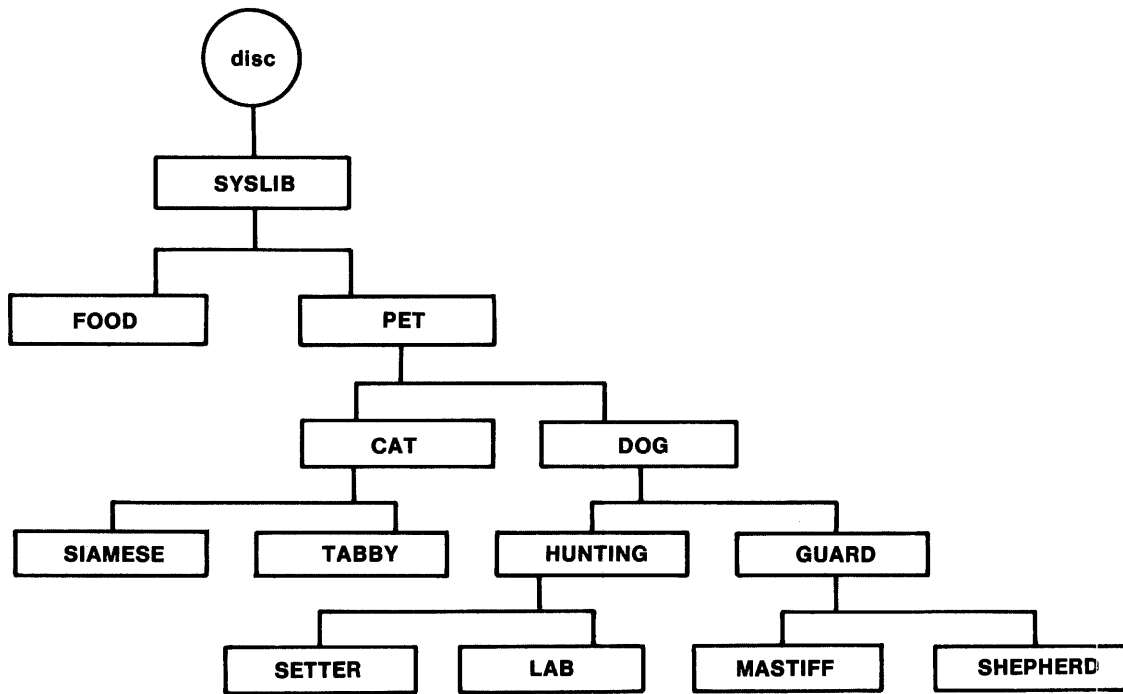 disc
SYSLIB
FOOD
PET
CAT
DOG
SIAMESE
TABBY
HUNTING
GUARD
SETTER
LAB
MASTIFF
SHEPHERD